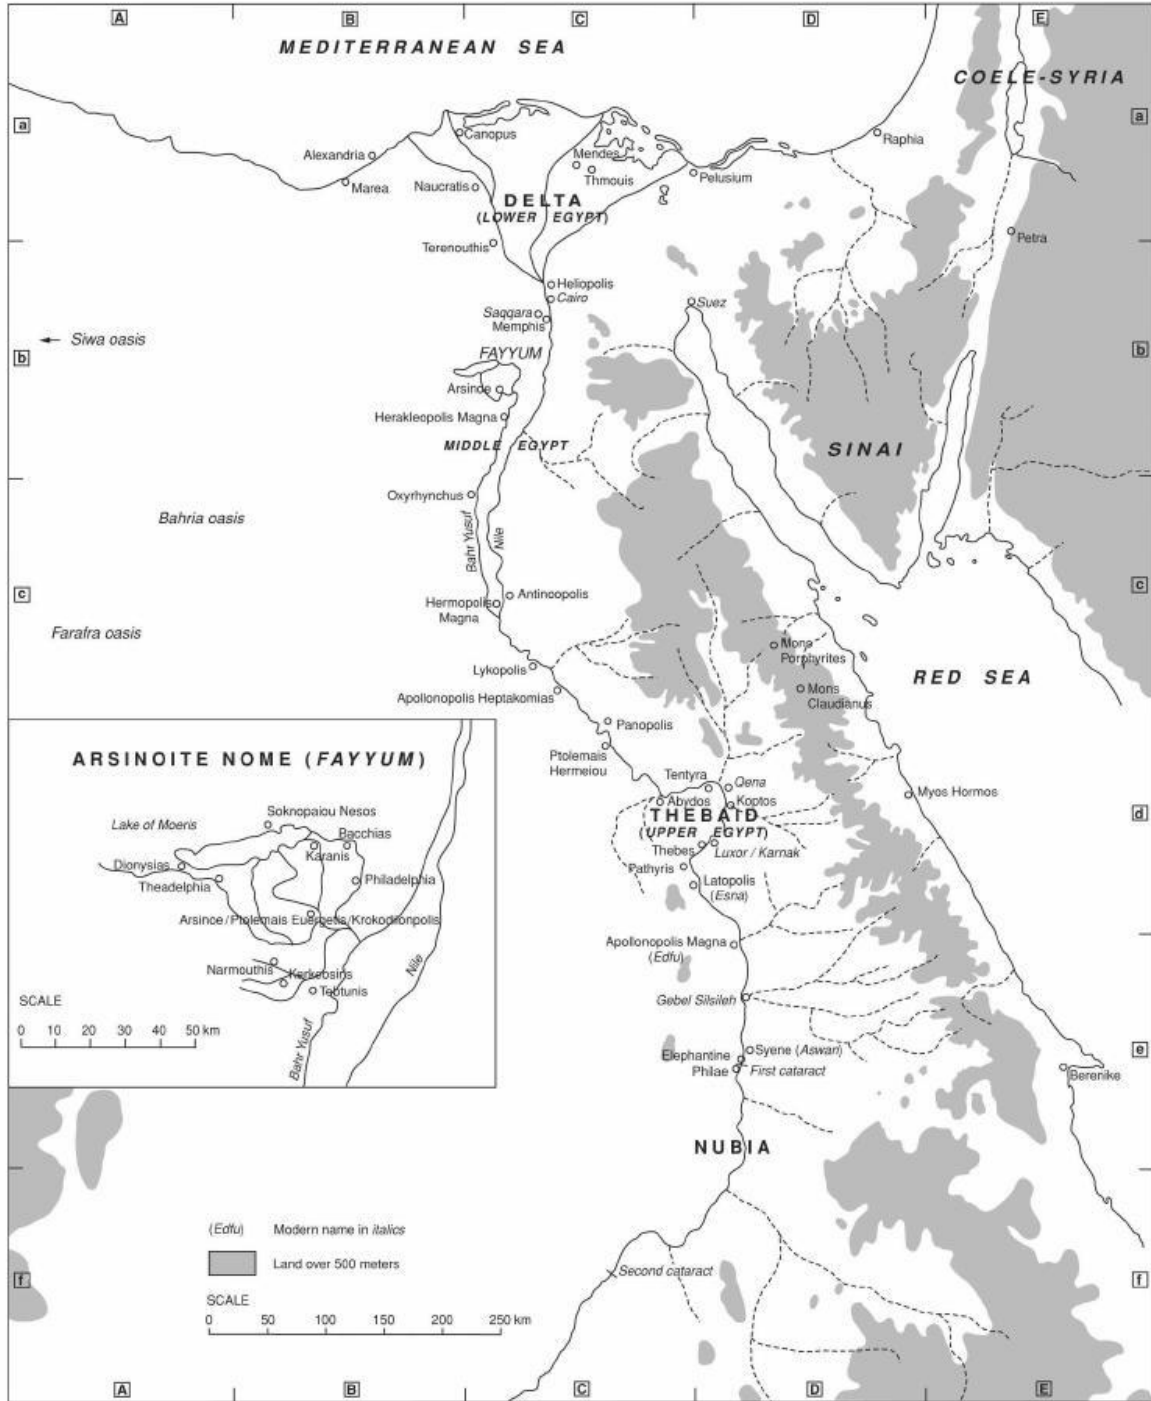 A
B
C
D
E
MEDITERRANEAN SEA
COELE-SYRIA
a
a
Canopus
Raphia
Alexandria
Mendes
Marea
Naucratis
Thmouis
Pelusium
DELTA
(LOWER EGYPT)
Terenouthis
Petra
Heliopolis
Cairo
Suez
Saqqara
Memphis
Siwa oasis
FAYYUM
b
b
Arsinoe
Herakleopolis Magna
MIDDLE EGYPT
SINAI
Oxyrhynchus
Bahria oasis
Bahr Yusuf
Nile
c
c
Antinoopolis
Hermopolis
Magna
Farafra oasis
Mons
Porphyrites
Lykopolis
RED SEA
Apollonopolis Heptakomias
Mons
Claudianus
Panopolis
Ptolemais
Hermeiou
Tentyra
Qena
Abydos
Koptos
Myos Hormos
THEBAID
(UPPER EGYPT)
d
Thebes
Luxor / Karnak
Pathyris
Latopolis
(Esna)
Apollonopolis Magna
(Edfu)
Gebel Silsileh
Syene (Aswan)
Elephantine
Philae
First cataract
e
Berenike
NUBIA
ARSINOITE NOME (FAYYUM)
Soknopaiou Nesos
Lake of Moeris
Bacchias
Karanis
Dionysias
Theadelphia
Philadelphia
Arsinoe/Ptolemais Euergetis/Krokodilonpolis
Narmouthis
Kerkeosiris
Tebtunis
Nile
Bahr Yusuf
SCALE
0 10 20 30 40 50 km
(Edfu) Modern name in italics
Land over 500 meters
SCALE
0 50 100 150 200 250 km
Second cataract
f
f
A
B
C
D
E